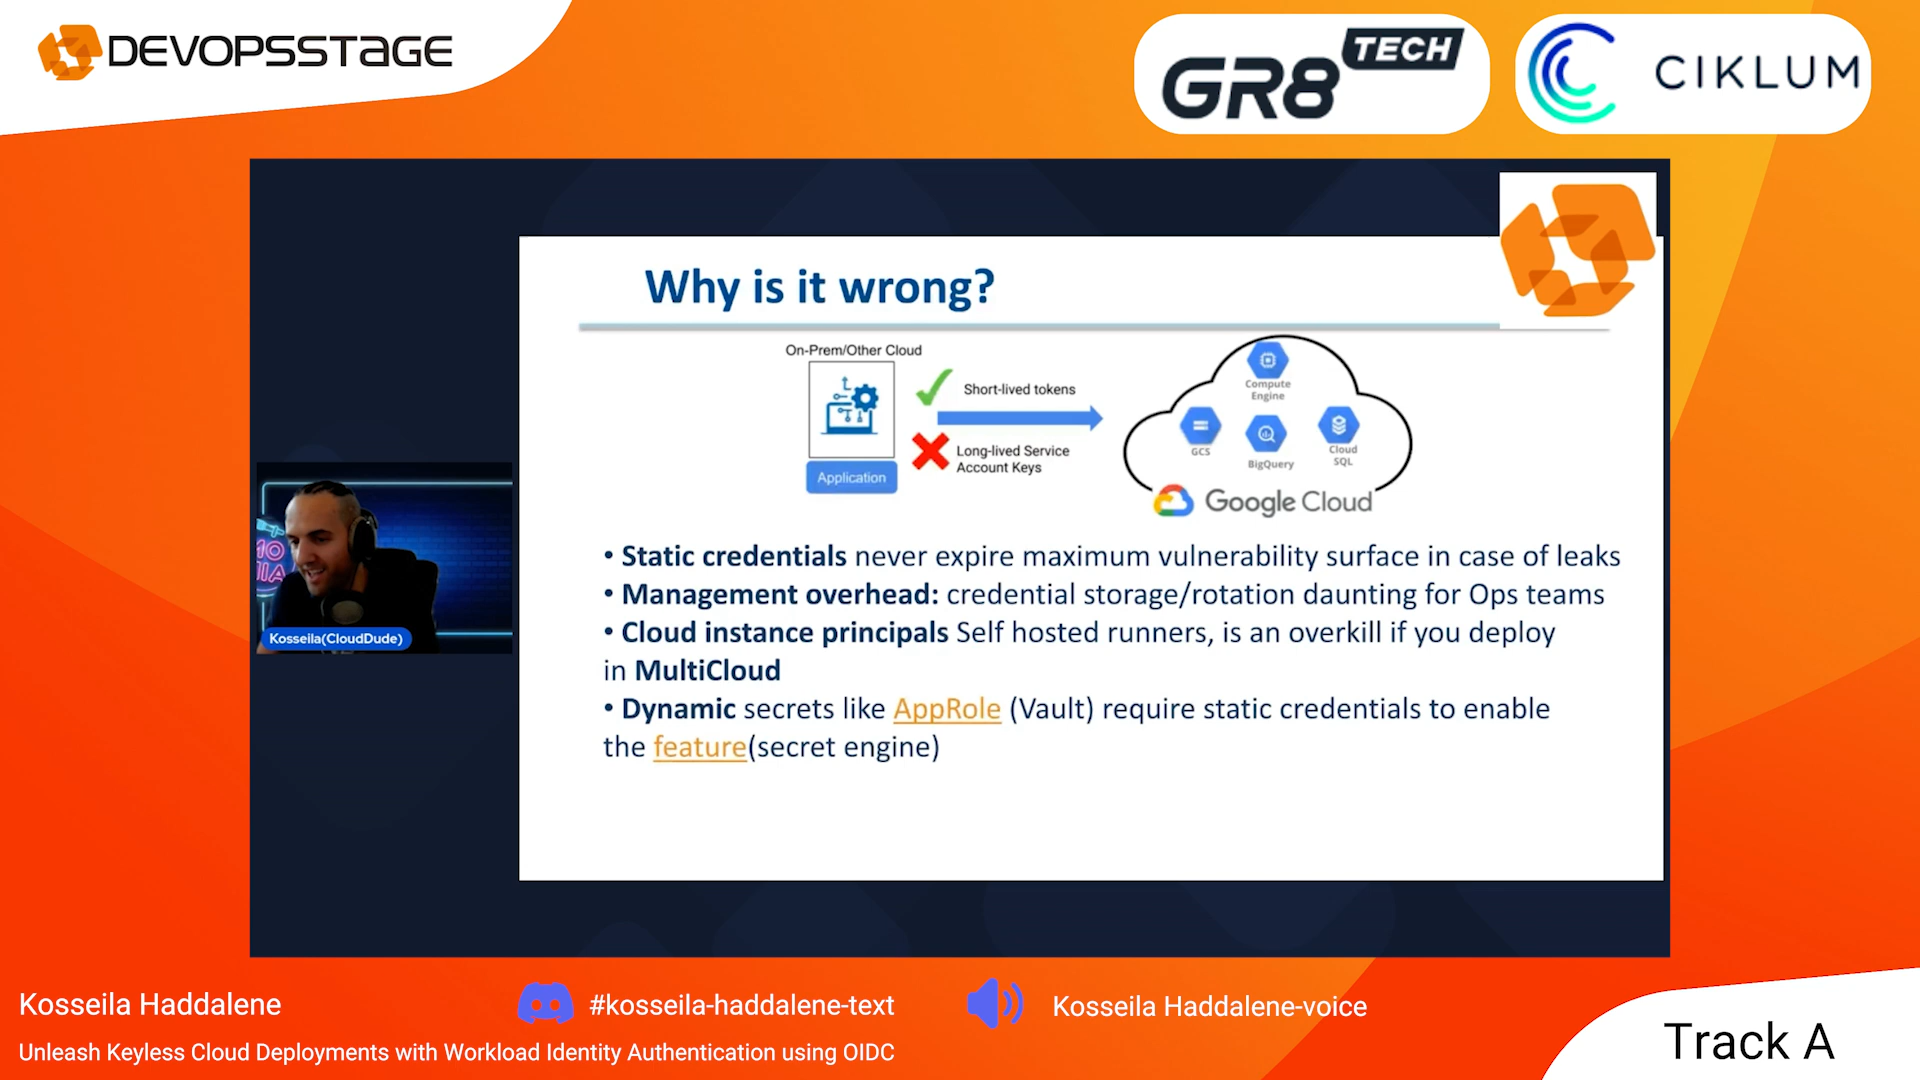 DEVOPSSTAGE
GR8 TECH
CIKLUM
Why is it wrong?
On-Prem/Other Cloud
Application
Short-lived tokens
Long-lived Service
Account Keys
Compute
Engine
GCS
BigQuery
Cloud
SQL
Google Cloud
• Static credentials never expire maximum vulnerability surface in case of leaks
• Management overhead: credential storage/rotation daunting for Ops teams
• Cloud instance principals Self hosted runners, is an overkill if you deploy
in MultiCloud
• Dynamic secrets like AppRole (Vault) require static credentials to enable
the feature(secret engine)
Kosseila(CloudDude)
Kosseila Haddalene
#kosseila-haddalene-text
Kosseila Haddalene-voice
Unleash Keyless Cloud Deployments with Workload Identity Authentication using OIDC
Track A